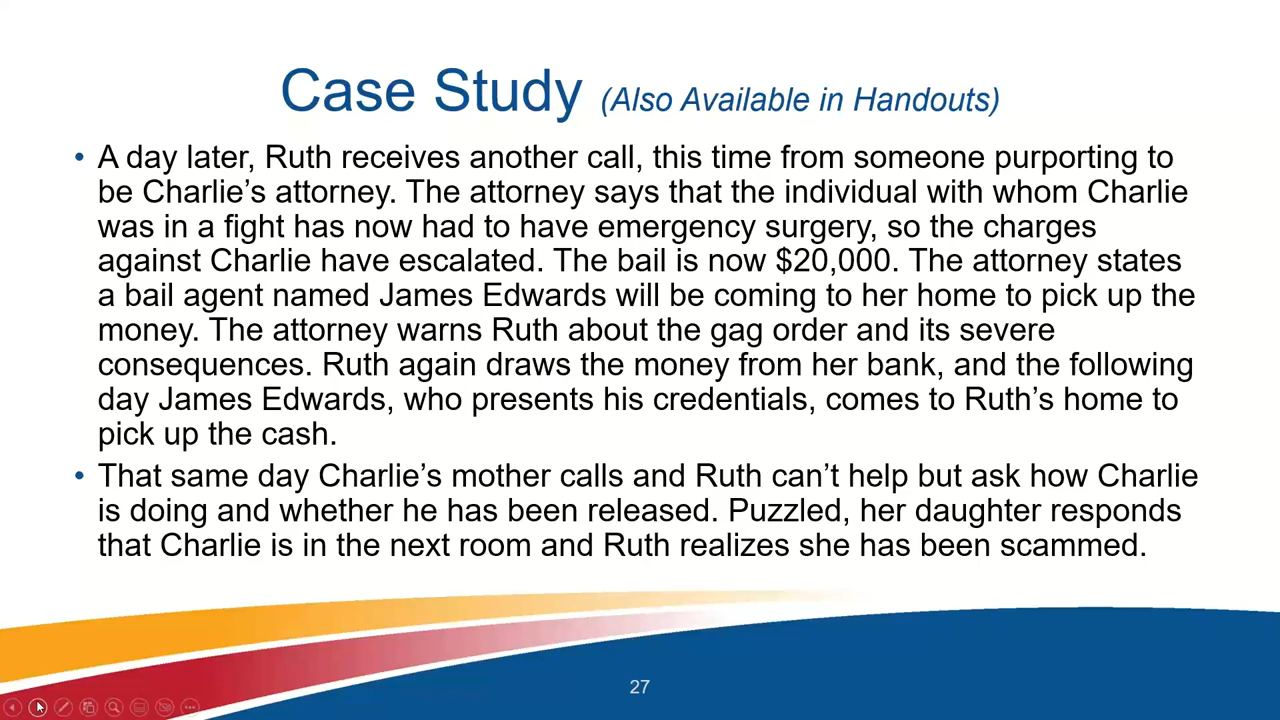 Case Study (Also Available in Handouts)
• A day later, Ruth receives another call, this time from someone purporting to
be Charlie’s attorney. The attorney says that the individual with whom Charlie
was in a fight has now had to have emergency surgery, so the charges
against Charlie have escalated. The bail is now $20,000. The attorney states
a bail agent named James Edwards will be coming to her home to pick up the
money. The attorney warns Ruth about the gag order and its severe
consequences. Ruth again draws the money from her bank, and the following
day James Edwards, who presents his credentials, comes to Ruth’s home to
pick up the cash.
• That same day Charlie’s mother calls and Ruth can’t help but ask how Charlie
is doing and whether he has been released. Puzzled, her daughter responds
that Charlie is in the next room and Ruth realizes she has been scammed.
27